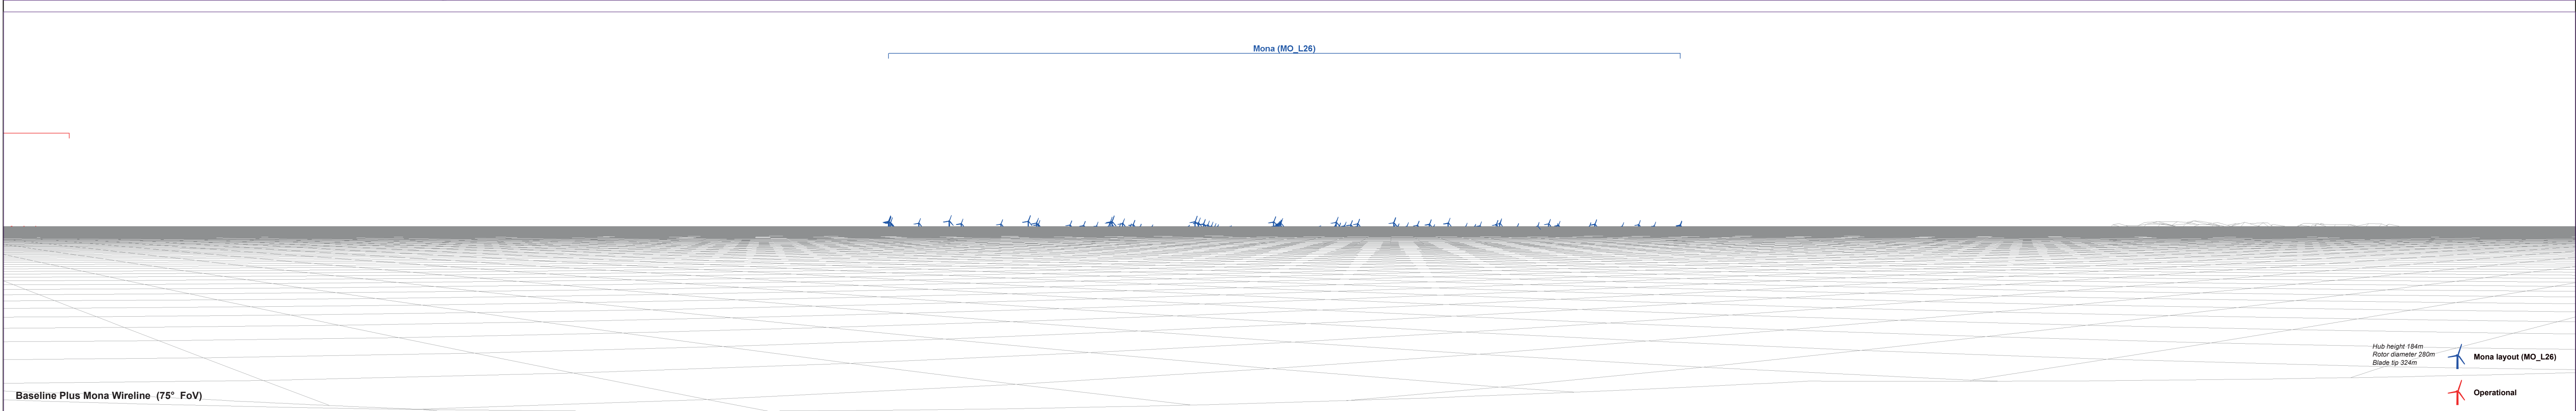 Mona (MO_L26)
Hub height 184m
Rotor diameter 280m
Blade tip 324m
Mona layout (MO_L26)
Baseline Plus Mona Wireline (75° FoV)
Operational